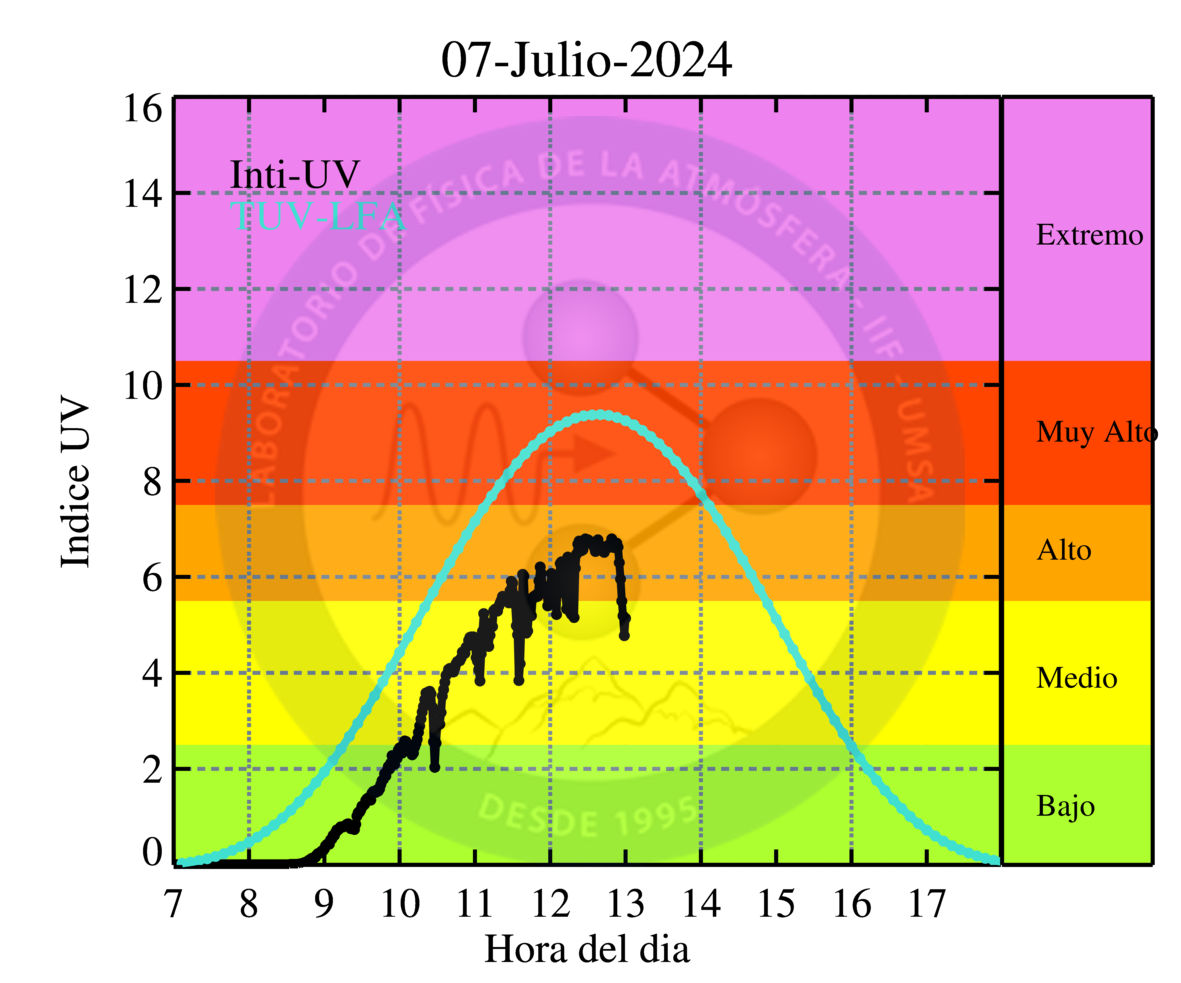 07-Julio-2024
Inti-UV
TUV-LFA
LABORATORIO DE FÍSICA DE LA ATMÓSFERA - IIF - UMSA
DESDE 1995
Indice UV
16
14
12
10
8
6
4
2
0
Extremo
Muy Alto
Alto
Medio
Bajo
7 8 9 10 11 12 13 14 15 16 17
Hora del dia